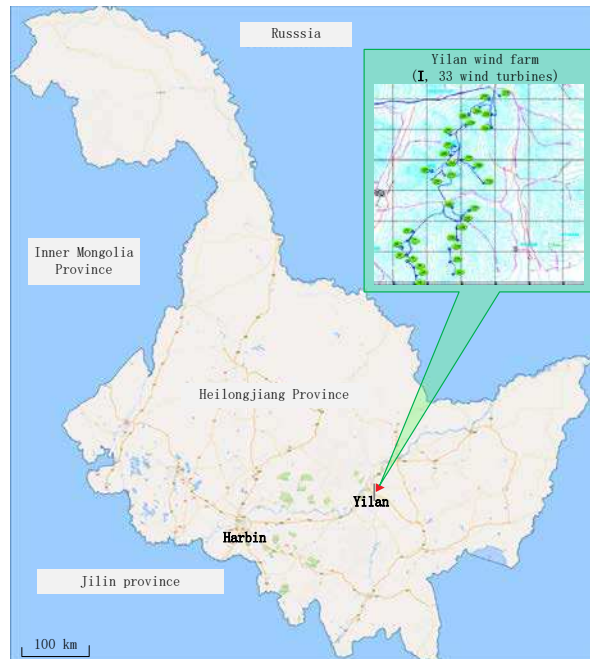 Russsia
Yilan wind farm
(I, 33 wind turbines)
Inner Mongolia
Province
Heilongjiang Province
Yilan
Harbin
Jilin province
100 km